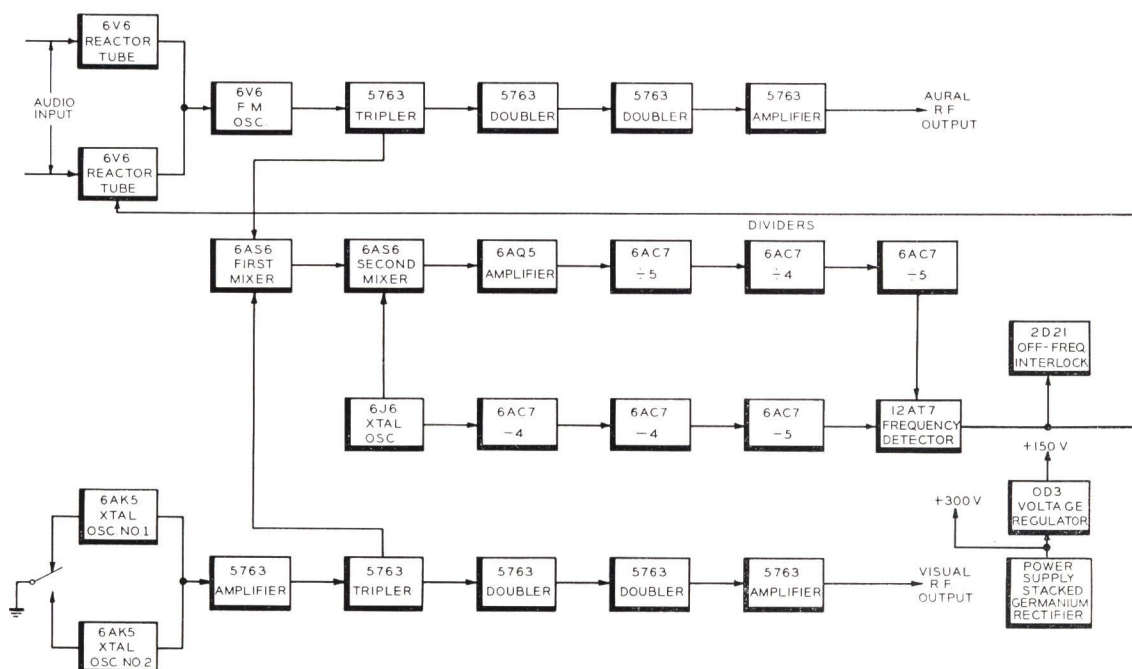 6V6
REACTOR
TUBE
AUDIO
INPUT
6V6
REACTOR
TUBE
6V6
F M
OSC.
5763
TRIPLER
5763
DOUBLER
5763
DOUBLER
5763
AMPLIFIER
AURAL
R F
OUTPUT
DIVIDERS
6AS6
FIRST
MIXER
6AS6
SECOND
MIXER
6AQ5
AMPLIFIER
6AC7
÷5
6AC7
÷4
6AC7
÷5
2D21
OFF-FREQ
INTERLOCK
6J6
XTAL
OSC
6AC7
-4
6AC7
-4
6AC7
-5
12AT7
FREQUENCY
DETECTOR
+150 V
+300 V
OD3
VOLTAGE
REGULATOR
POWER
SUPPLY
STACKED
GERMANIUM
RECTIFIER
6AK5
XTAL
OSC NO 1
6AK5
XTAL
OSC NO.2
5763
AMPLIFIER
5763
TRIPLER
5763
DOUBLER
5763
DOUBLER
5763
AMPLIFIER
VISUAL
R F
OUTPUT